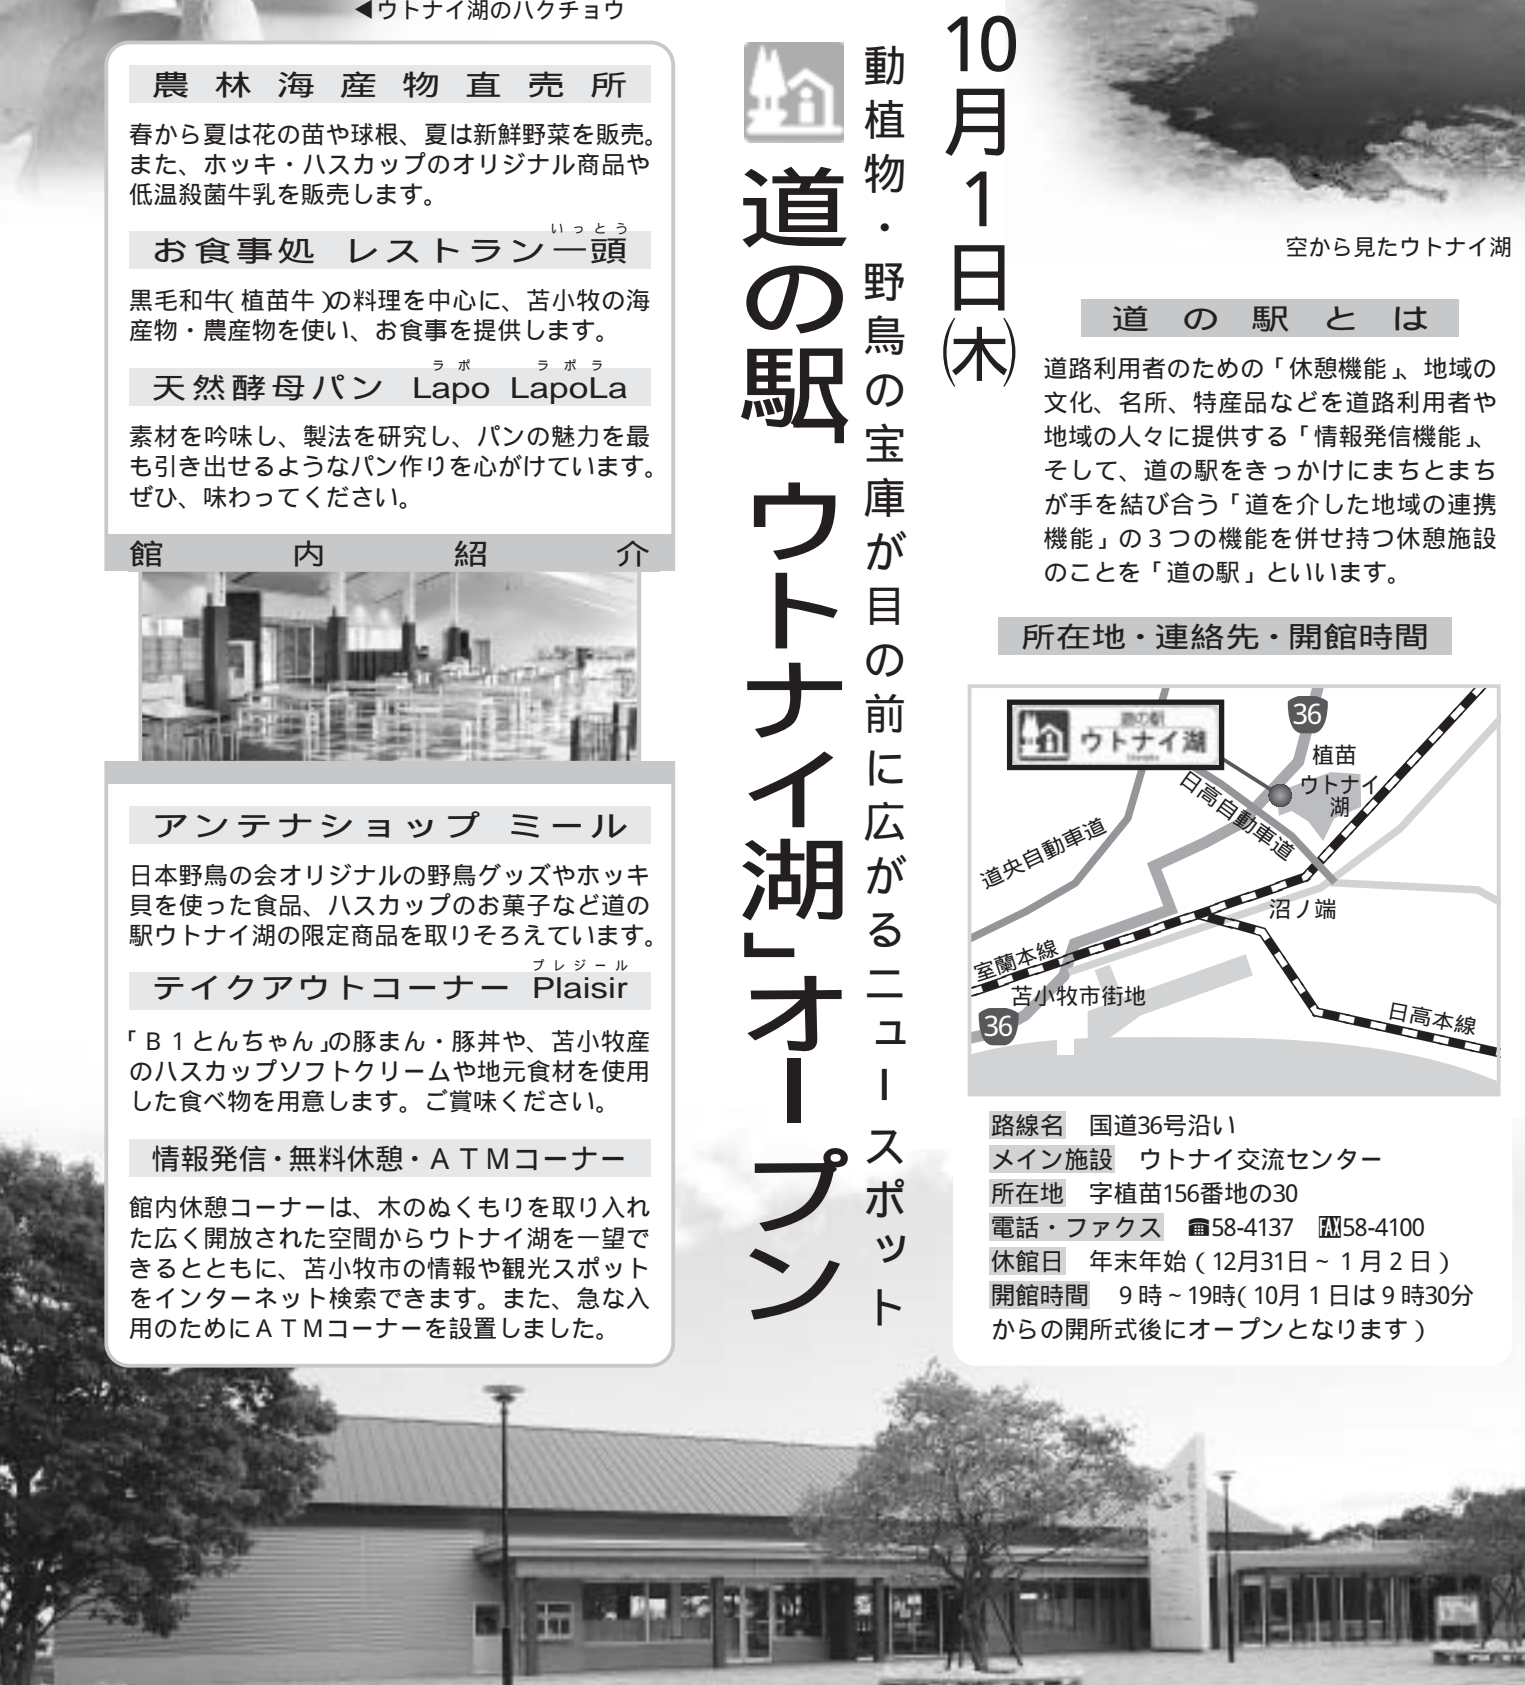 10月1日㈭
動植物・野鳥の宝庫が目の前に広がるニュースポット
道の駅「ウトナイ湖」オープン
空から見たウトナイ湖
道の駅とは
道路利用者のための「休憩機能」、地域の
文化、名所、特産品などを道路利用者や
地域の人々に提供する「情報発信機能」、
そして、道の駅をきっかけにまちとまち
が手を結び合う「道を介した地域の連携
機能」の3つの機能を併せ持つ休憩施設
のことを「道の駅」といいます。
所在地・連絡先・開館時間
道の駅
ウトナイ湖
36
植苗
ウトナイ
湖
日高自動車道
道央自動車道
沼ノ端
室蘭本線
苫小牧市街地
36
日高本線
路線名 国道36号沿い
メイン施設 ウトナイ交流センター
所在地 字植苗156番地の30
電話・ファクス ☎58-4137 FAX58-4100
休館日 年末年始(12月31日~1月2日)
開館時間 9時~19時(10月1日は9時30分
からの開所式後にオープンとなります)
◀ウトナイ湖のハクチョウ
農林海産物直売所
春から夏は花の苗や球根、夏は新鮮野菜を販売。
また、ホッキ・ハスカップのオリジナル商品や
低温殺菌牛乳を販売します。
いっとう
お食事処 レストラン一頭
黒毛和牛(植苗牛)の料理を中心に、苫小牧の海
産物・農産物を使い、お食事を提供します。
ラポ ラポラ
天然酵母パン Lapo LapoLa
素材を吟味し、製法を研究し、パンの魅力を最
も引き出せるようなパン作りを心がけています。
ぜひ、味わってください。
館内紹介
アンテナショップ ミール
日本野鳥の会オリジナルの野鳥グッズやホッキ
貝を使った食品、ハスカップのお菓子など道の
駅ウトナイ湖の限定商品を取りそろえています。
プレジール
テイクアウトコーナー Plaisir
「B1とんちゃん」の豚まん・豚丼や、苫小牧産
のハスカップソフトクリームや地元食材を使用
した食べ物を用意します。ご賞味ください。
情報発信・無料休憩・ATMコーナー
館内休憩コーナーは、木のぬくもりを取り入れ
た広く開放された空間からウトナイ湖を一望で
きるとともに、苫小牧市の情報や観光スポット
をインターネット検索できます。また、急な入
用のためにATMコーナーを設置しました。